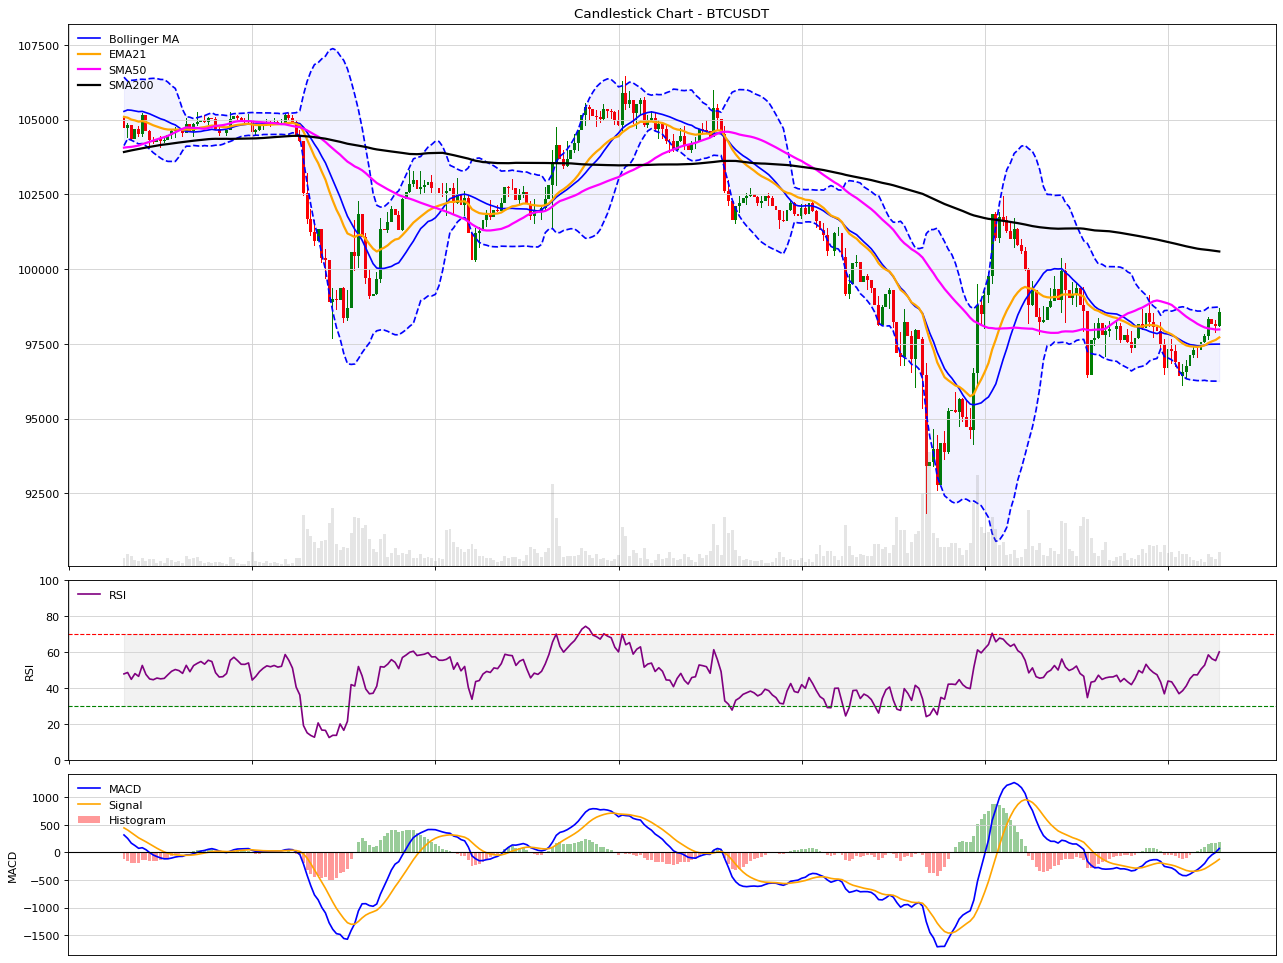 Candlestick Chart - BTCUSDT
Bollinger MA
EMA21
SMA50
SMA200
107500
105000
102500
100000
97500
95000
92500
RSI
100
80
60
40
20
0
RSI
MACD
Signal
Histogram
1000
500
0
−500
−1000
−1500
MACD